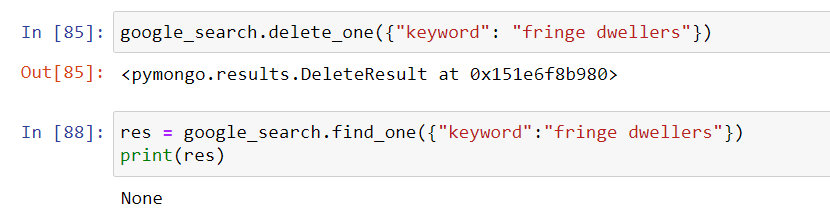 In [85]: google_search.delete_one({"keyword": "fringe dwellers"})
Out[85]: <pymongo.results.DeleteResult at 0x151e6f8b980>
In [88]: res = google_search.find_one({"keyword":"fringe dwellers"})
print(res)
None